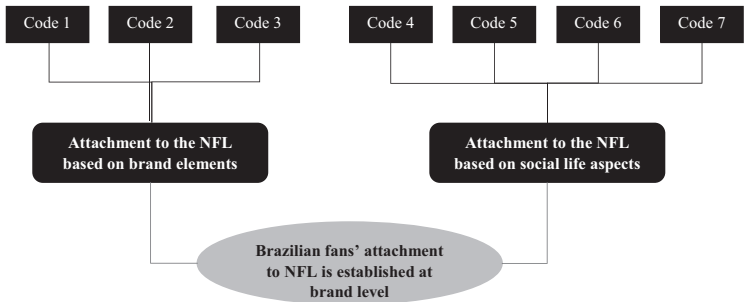 Code 1
Code 2
Code 3
Code 4
Code 5
Code 6
Code 7
Attachment to the NFL
based on brand elements
Attachment to the NFL
based on social life aspects
Brazilian fans’ attachment
to NFL is established at
brand level